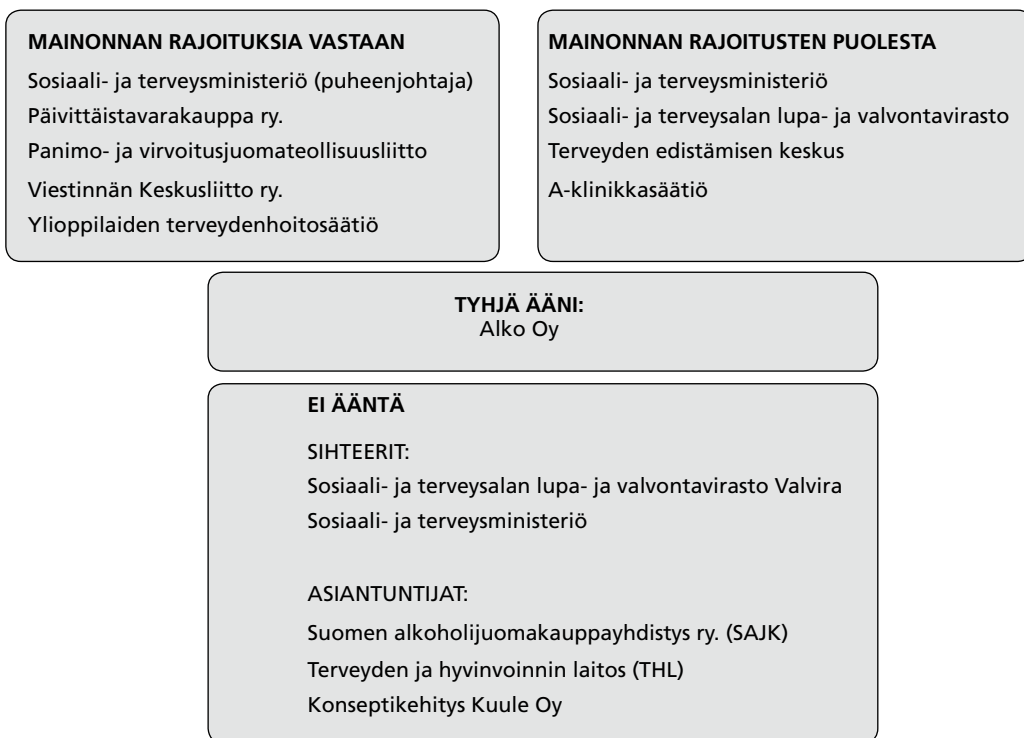 MAINONNAN RAJOITUKSIA VASTAAN
Sosiaali- ja terveysministeriö (puheenjohtaja)
Päivittäistavarakauppa ry.
Panimo- ja virvoitusjuomateollisuusliitto
Viestinnän Keskusliitto ry.
Ylioppilaiden terveydenhoitosäätiö
MAINONNAN RAJOITUSTEN PUOLESTA
Sosiaali- ja terveysministeriö
Sosiaali- ja terveysalan lupa- ja valvontavirasto
Terveyden edistämisen keskus
A-klinikkasäätiö
TYHJÄ ÄÄNI:
Alko Oy
EI ÄÄNTÄ
SIHTEERIT:
Sosiaali- ja terveysalan lupa- ja valvontavirasto Valvira
Sosiaali- ja terveysministeriö
ASIANTUNTIJAT:
Suomen alkoholijuomakauppayhdistys ry. (SAJK)
Terveyden ja hyvinvoinnin laitos (THL)
Konseptikehitys Kuule Oy